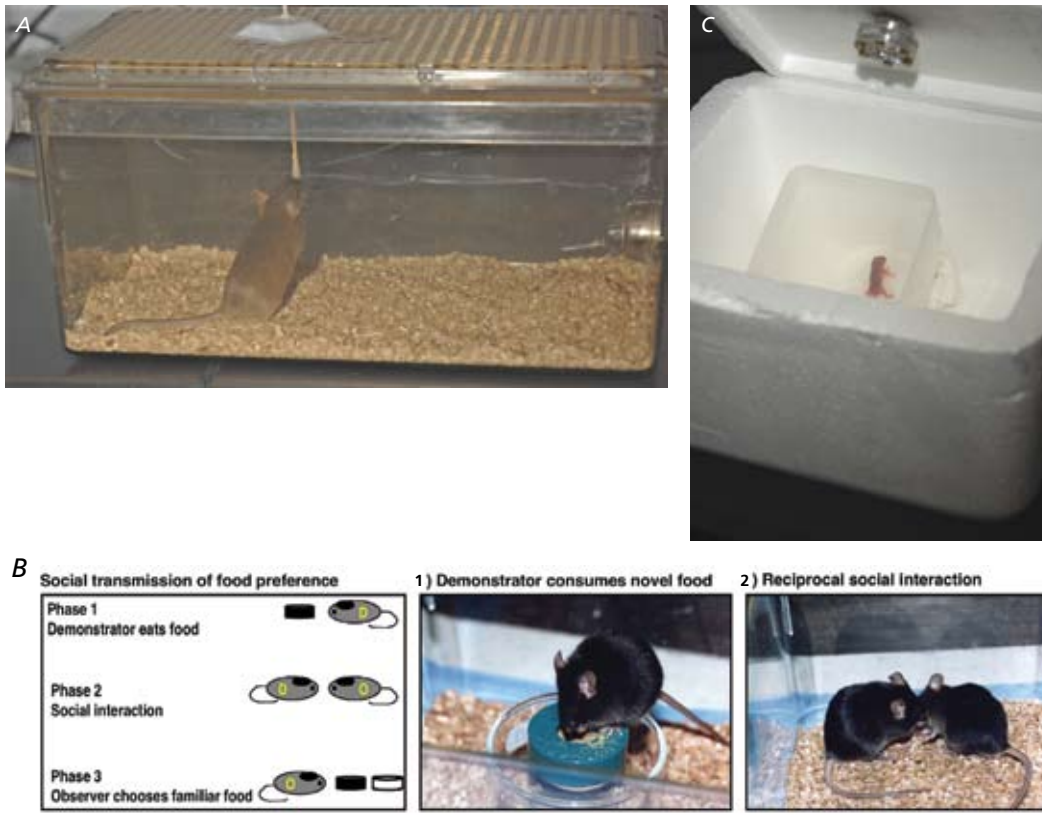 A
C
B
Social transmission of food preference
Phase 1
Demonstrator eats food
D
Phase 2
Social interaction
Phase 3
Observer chooses familiar food
1) Demonstrator consumes novel food
2) Reciprocal social interaction